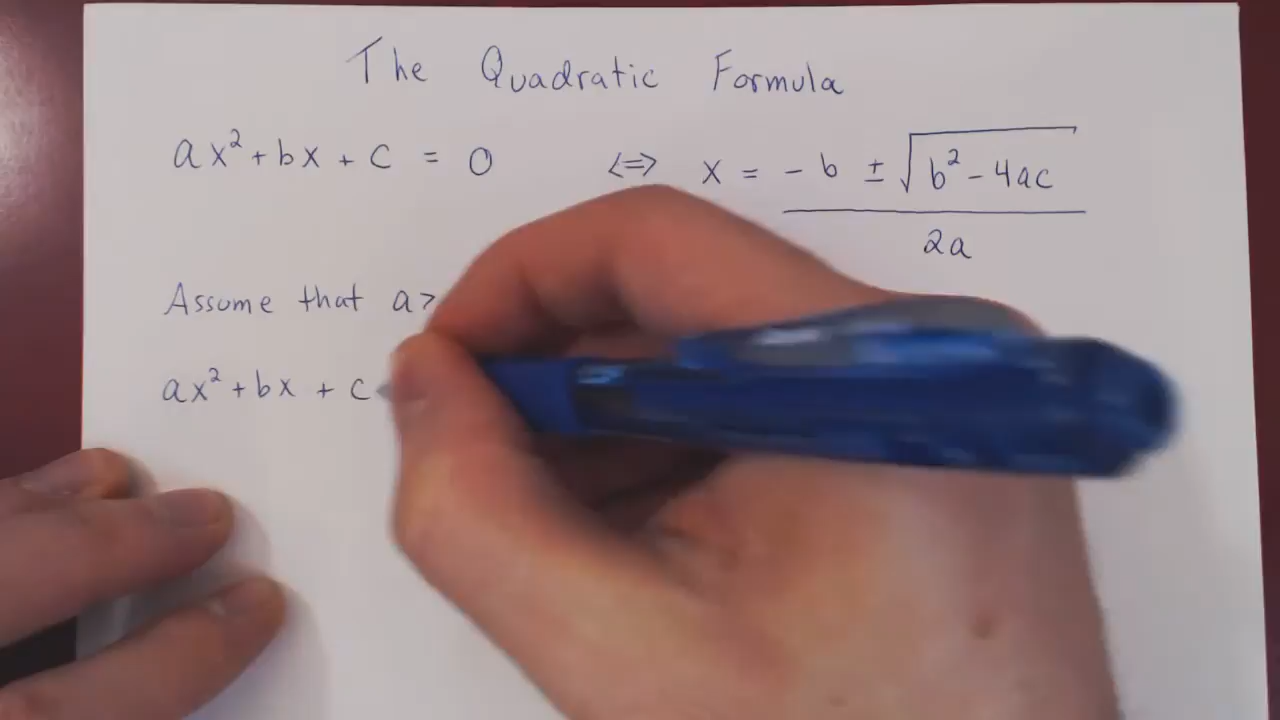 The Quadratic Formula
ax² + bx + c = 0 <=> x = - b ± √b² - 4ac
2a
Assume that a >
ax² + bx + c